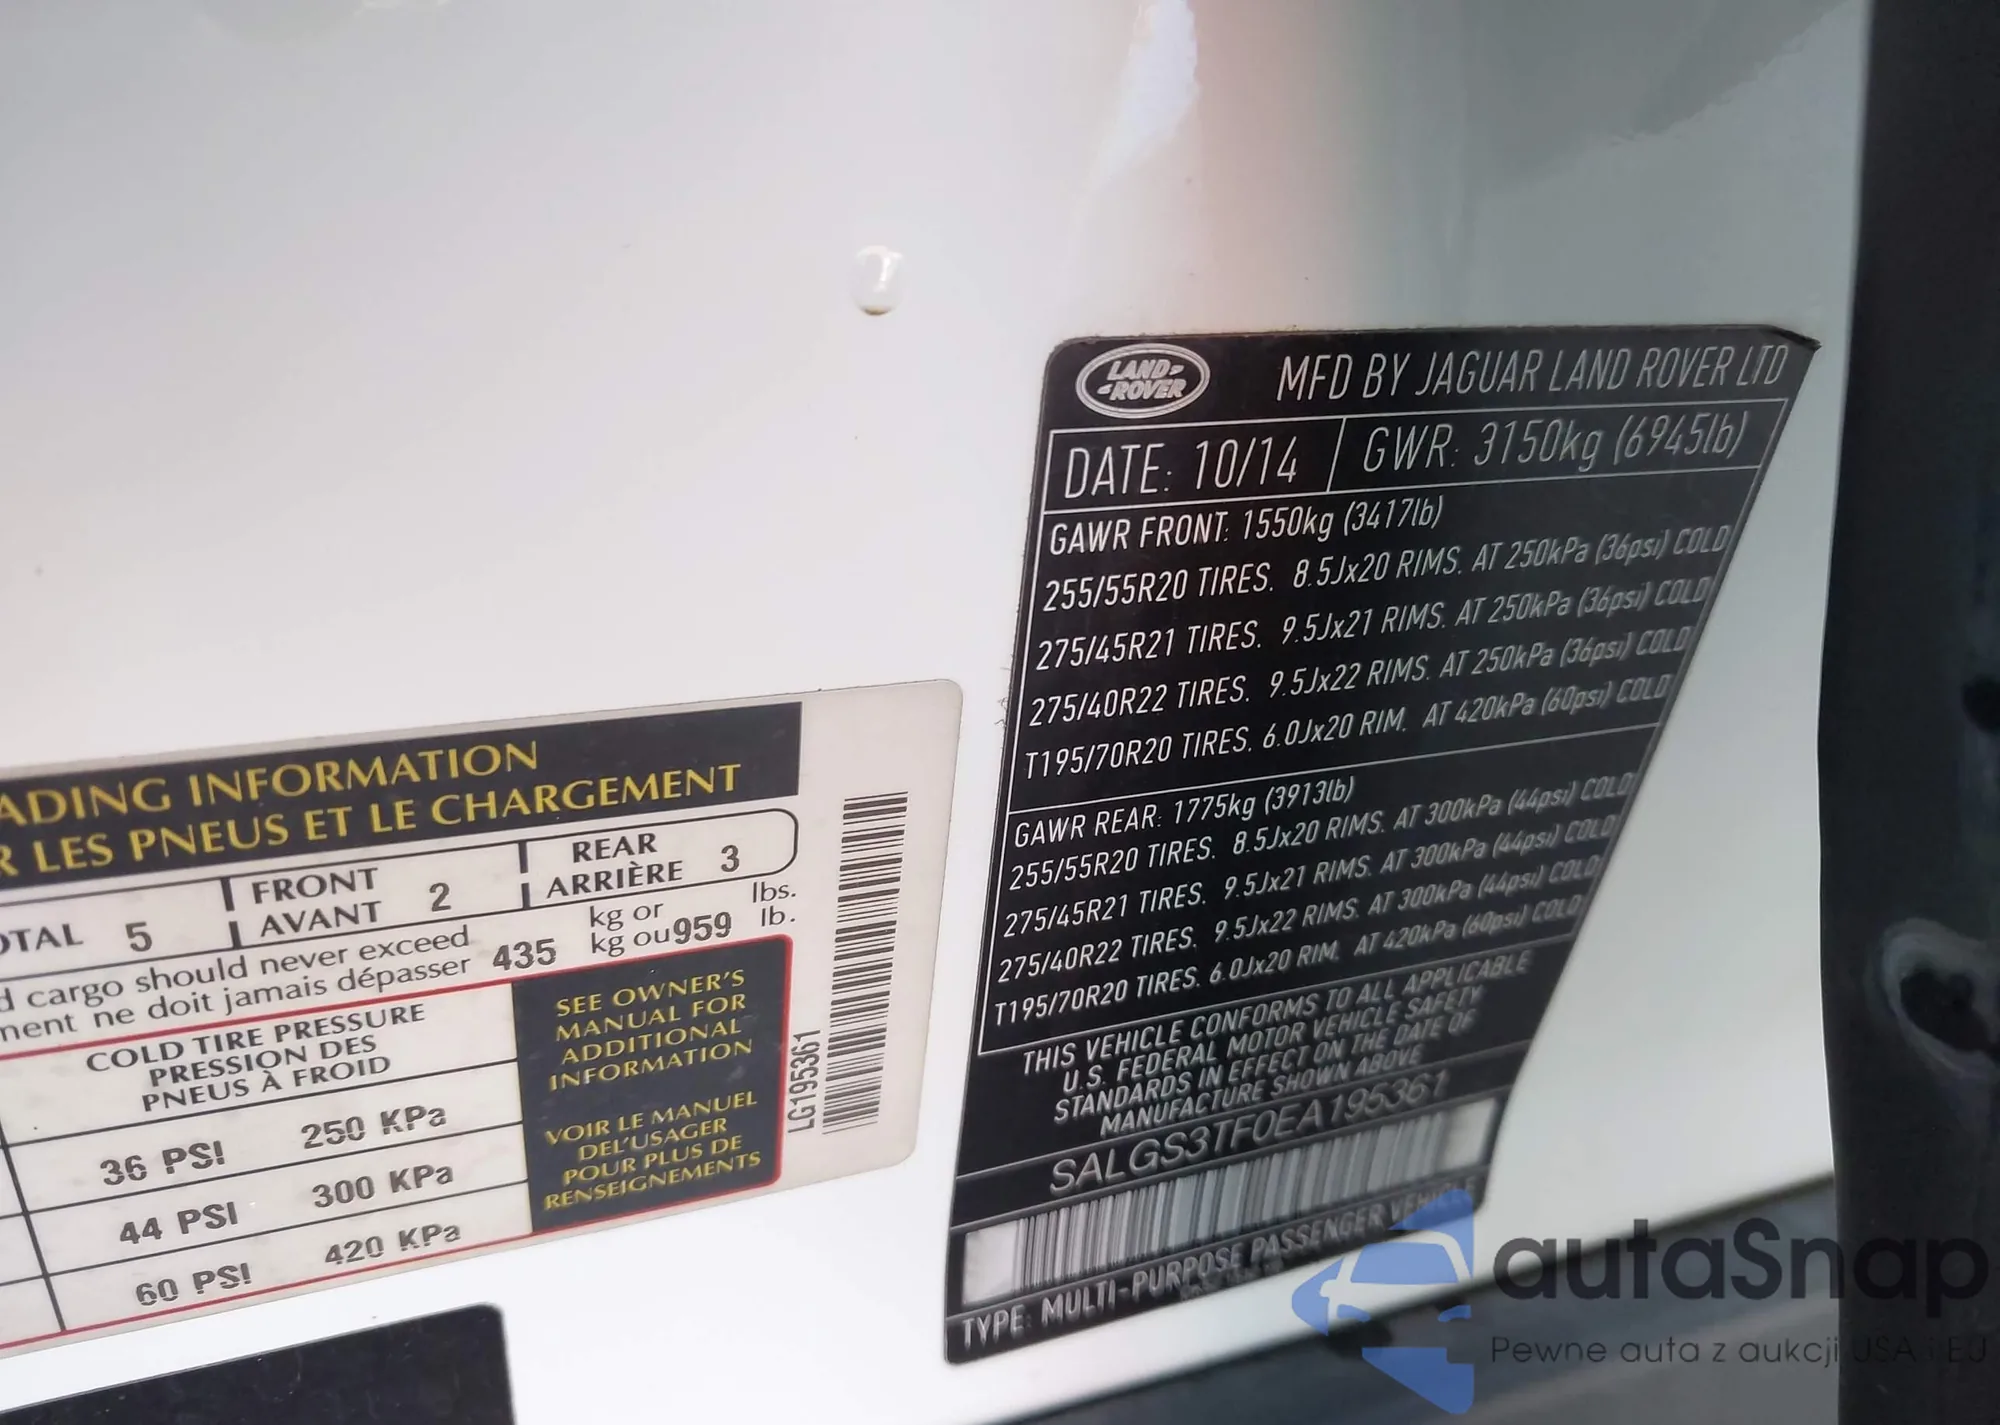 ADING INFORMATION
R LES PNEUS ET LE CHARGEMENT
OTAL 5 FRONT AVANT 2 REAR ARRIÈRE 3
d cargo should never exceed 435 kg or 959 lbs.
ment ne doit jamais dépasser kg ou lb.
COLD TIRE PRESSURE
PRESSION DES
PNEUS À FROID
36 PSI 250 KPa
44 PSI 300 KPa
60 PSI 420 KPa
SEE OWNER'S
MANUAL FOR
ADDITIONAL
INFORMATION
VOIR LE MANUEL
DEL'USAGER
POUR PLUS DE
RENSEIGNEMENTS
LG195361
LAND ROVER
MFD BY JAGUAR LAND ROVER LTD
DATE: 10/14 GWR: 3150kg (6945lb)
GAWR FRONT: 1550kg (3417lb)
255/55R20 TIRES. 8.5Jx20 RIMS. AT 250kPa (36psi) COLD
275/45R21 TIRES. 9.5Jx21 RIMS. AT 250kPa (36psi) COLD
275/40R22 TIRES. 9.5Jx22 RIMS. AT 250kPa (36psi) COLD
T195/70R20 TIRES. 6.0Jx20 RIM. AT 420kPa (60psi) COLD
GAWR REAR: 1775kg (3913lb)
255/55R20 TIRES. 8.5Jx20 RIMS. AT 300kPa (44psi) COLD
275/45R21 TIRES. 9.5Jx21 RIMS. AT 300kPa (44psi) COLD
275/40R22 TIRES. 9.5Jx22 RIMS. AT 300kPa (44psi) COLD
T195/70R20 TIRES. 6.0Jx20 RIM. AT 420kPa (60psi) COLD
THIS VEHICLE CONFORMS TO ALL APPLICABLE
U.S. FEDERAL MOTOR VEHICLE SAFETY
STANDARDS IN EFFECT ON THE DATE OF
MANUFACTURE SHOWN ABOVE
SALGS3TF0EA195361
TYPE: MULTI-PURPOSE PASSENGER VEHICLE
autaSnap
Pewne auta z aukcji USA i EU